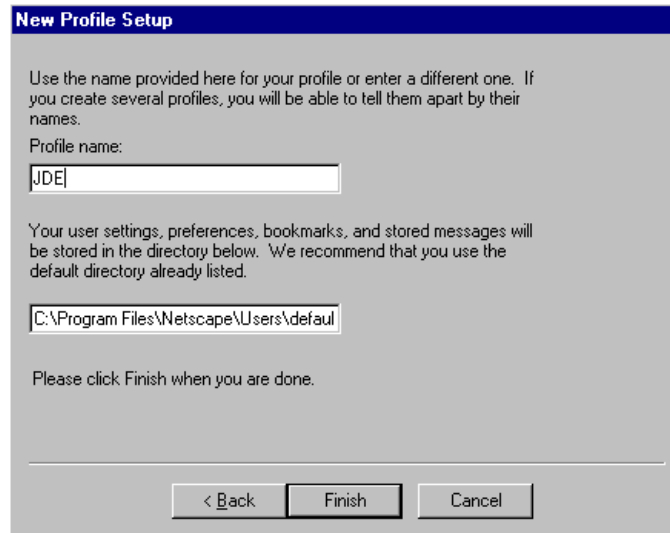 New Profile Setup
Use the name provided here for your profile or enter a different one. If
you create several profiles, you will be able to tell them apart by their
names.
Profile name:
JDE
Your user settings, preferences, bookmarks, and stored messages will
be stored in the directory below. We recommend that you use the
default directory already listed.
C:\Program Files\Netscape\Users\defaul
Please click Finish when you are done.
< Back
Finish
Cancel